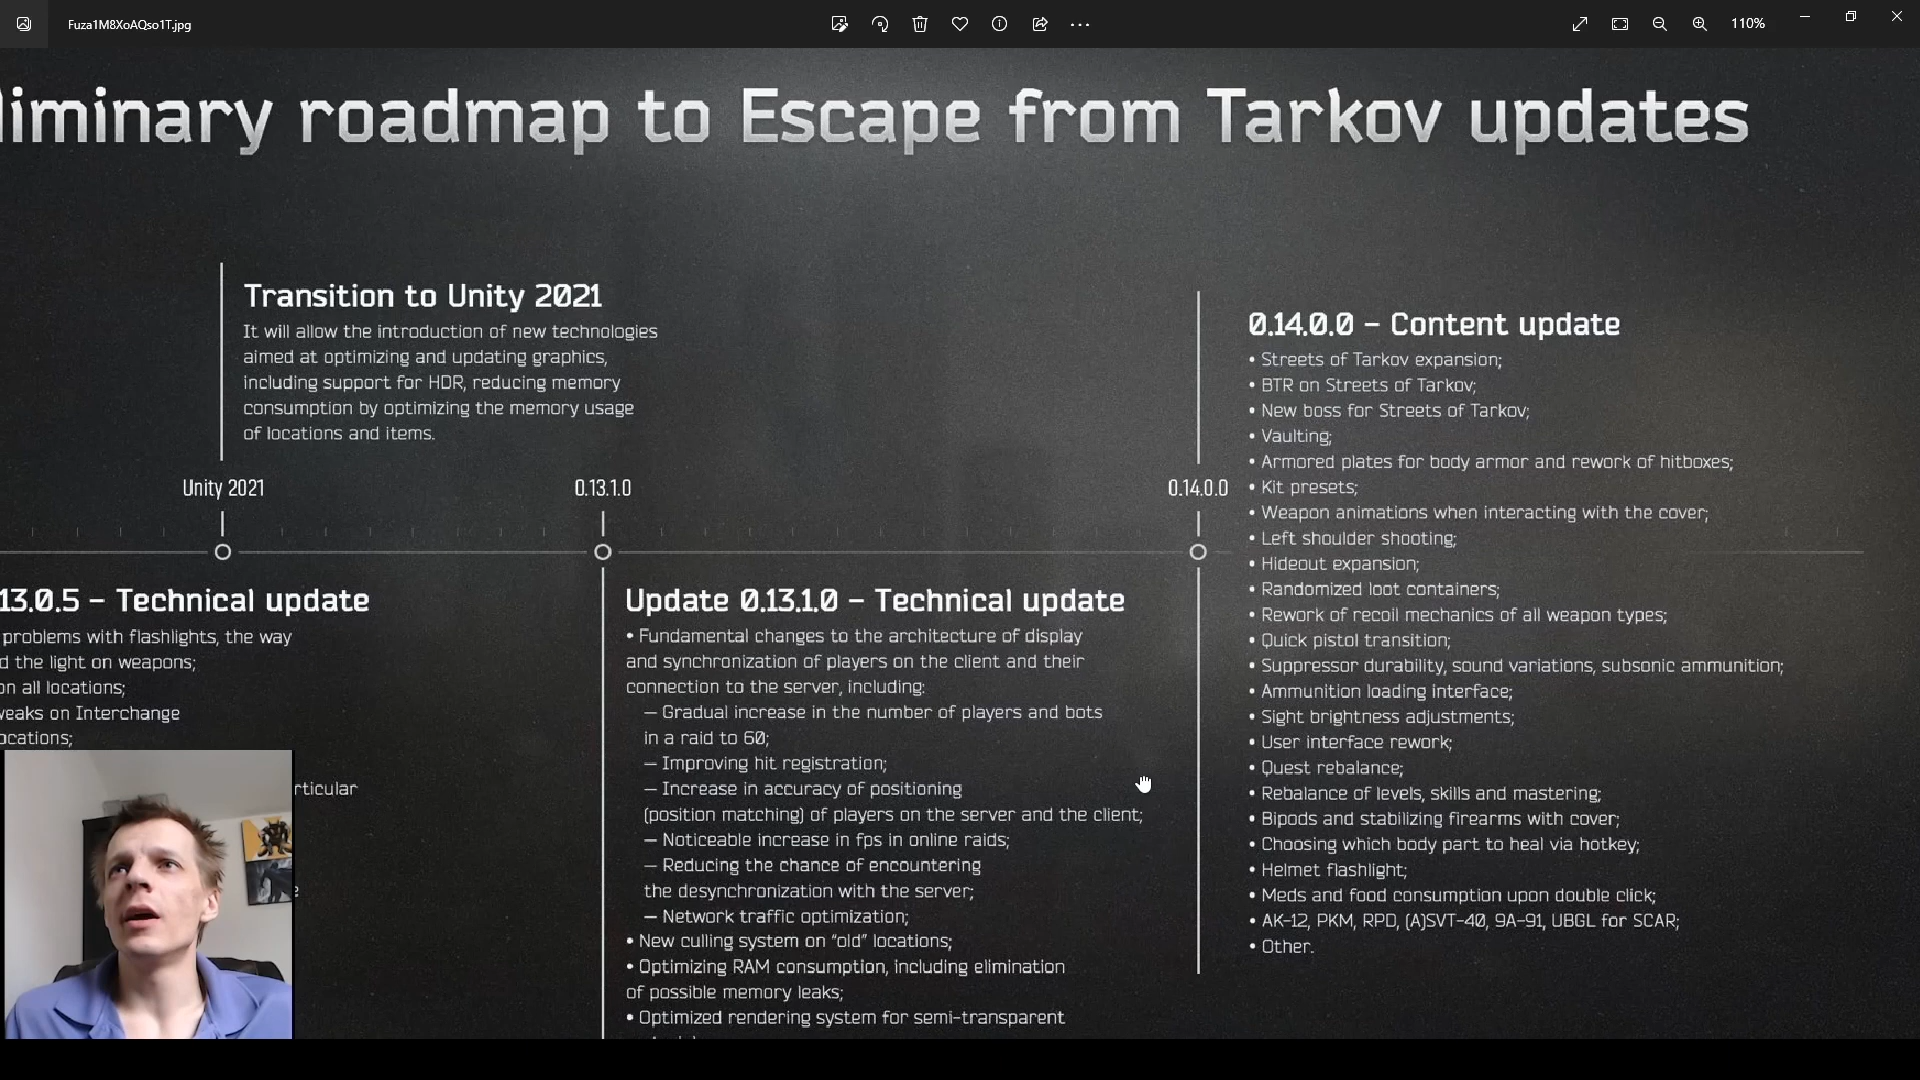 Fuza1M8XoAQso1T.jpg
110%
liminary roadmap to Escape from Tarkov updates
Transition to Unity 2021
It will allow the introduction of new technologies
aimed at optimizing and updating graphics,
including support for HDR, reducing memory
consumption by optimizing the memory usage
of locations and items.
Unity 2021
0.13.1.0
0.14.0.0
13.0.5 – Technical update
problems with flashlights, the way
d the light on weapons;
on all locations;
weaks on Interchange
ocations;
rticular
e
Update 0.13.1.0 – Technical update
• Fundamental changes to the architecture of display
and synchronization of players on the client and their
connection to the server, including:
– Gradual increase in the number of players and bots
in a raid to 60;
– Improving hit registration;
– Increase in accuracy of positioning
(position matching) of players on the server and the client;
– Noticeable increase in fps in online raids;
– Reducing the chance of encountering
the desynchronization with the server;
– Network traffic optimization;
• New culling system on “old” locations;
• Optimizing RAM consumption, including elimination
of possible memory leaks;
• Optimized rendering system for semi-transparent
0.14.0.0 – Content update
• Streets of Tarkov expansion;
• BTR on Streets of Tarkov;
• New boss for Streets of Tarkov;
• Vaulting;
• Armored plates for body armor and rework of hitboxes;
• Kit presets;
• Weapon animations when interacting with the cover;
• Left shoulder shooting;
• Hideout expansion;
• Randomized loot containers;
• Rework of recoil mechanics of all weapon types;
• Quick pistol transition;
• Suppressor durability, sound variations, subsonic ammunition;
• Ammunition loading interface;
• Sight brightness adjustments;
• User interface rework;
• Quest rebalance;
• Rebalance of levels, skills and mastering;
• Bipods and stabilizing firearms with cover;
• Choosing which body part to heal via hotkey;
• Helmet flashlight;
• Meds and food consumption upon double click;
• AK-12, PKM, RPD, (A)SVT-40, 9A-91, UBGL for SCAR;
• Other.